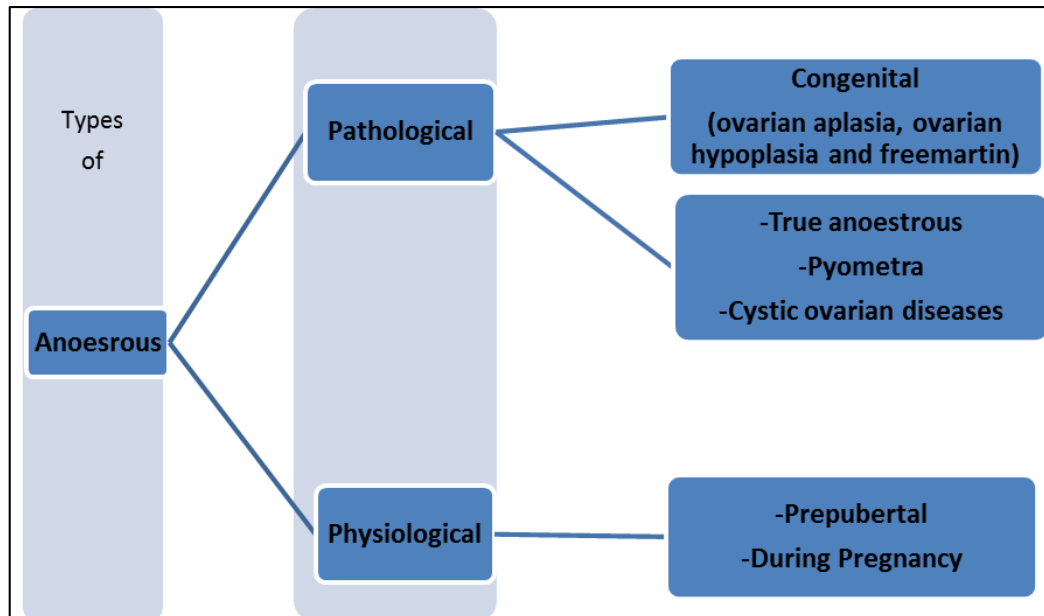 Types
of
Anoesrous
Pathological
Congenital
(ovarian aplasia, ovarian
hypoplasia and freemartin)
-True anoestrous
-Pyometra
-Cystic ovarian diseases
Physiological
-Prepubertal
-During Pregnancy